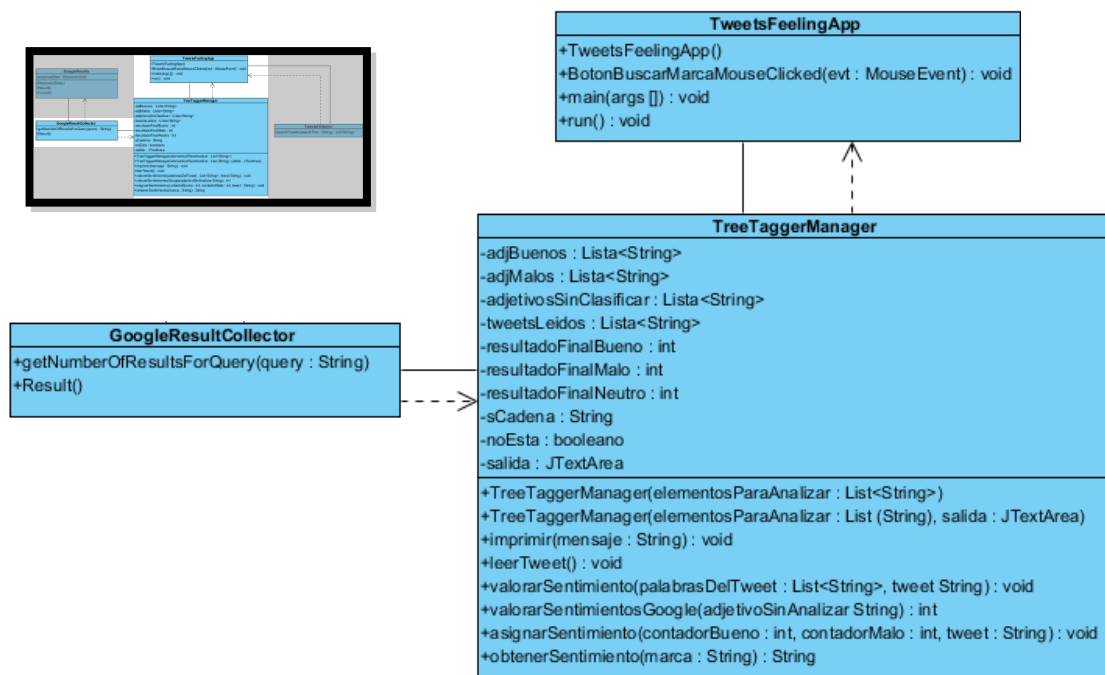 TweetsFeelingApp
+TweetsFeelingApp()
+BotonBuscarMarcaMouseClicked(evt : MouseEvent) : void
+main(args []) : void
+run() : void
TreeTaggerManager
-adjBuenos : Lista<String>
-adjMalos : Lista<String>
-adjetivosSinClasificar : Lista<String>
-tweetsLeidos : Lista<String>
-resultadoFinalBueno : int
-resultadoFinalMalo : int
-resultadoFinalNeutro : int
-sCadena : String
-noEsta : booleano
-salida : JTextArea
+TreeTaggerManager(elementosParaAnalizar : List<String>)
+TreeTaggerManager(elementosParaAnalizar : List (String), salida : JTextArea)
+imprimir(mensaje : String) : void
+leerTweet() : void
+valorarSentimiento(palabrasDelTweet : List<String>, tweet String) : void
+valorarSentimientosGoogle(adjetivoSinAnalizar String) : int
+asignarSentimiento(contadorBueno : int, contadorMalo : int, tweet : String) : void
+obtenerSentimiento(marca : String) : String
GoogleResultCollector
+getNumberOfResultsForQuery(query : String)
+Result()